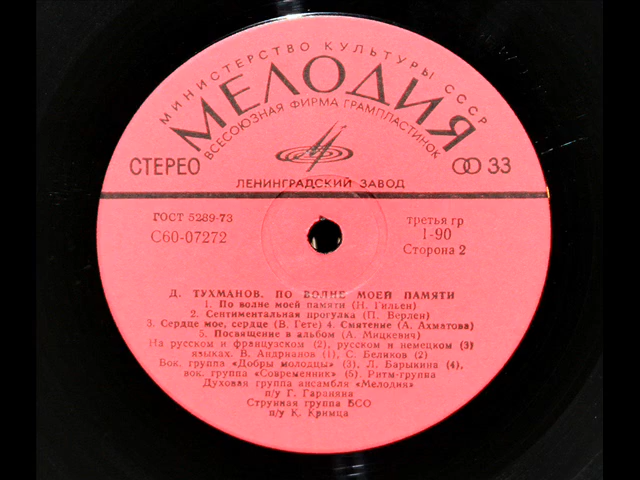 МИНИСТЕРСТВО КУЛЬТУРЫ СССР
МЕЛОДИЯ
ВСЕСОЮЗНАЯ ФИРМА ГРАМПЛАСТИНОК
СТЕРЕО
33
ЛЕНИНГРАДСКИЙ ЗАВОД
ГОСТ 5289-73
третья гр
С60-07272
1-90
Сторона 2
Д. ТУХМАНОВ. ПО ВОЛНЕ МОЕЙ ПАМЯТИ
1. По волне моей памяти (Н. Гильен)
2. Сентиментальная прогулка (П. Верлен)
3. Сердце мое, сердце (В. Гете) 4. Смятение (А. Ахматова)
5. Посвящение в альбом (А. Мицкевич)
На русском и французском (2), русском и немецком (3)
языках. В. Андрианов (1), С. Беликов (2)
Вок. группа «Добры молодцы» (3), Л. Барыкина (4),
вок. группа «Современник» (5). Ритм-группа
Духовая группа ансамбля «Мелодия»
п/у Г. Гараняна
Струнная группа БСО
п/у К. Кримца